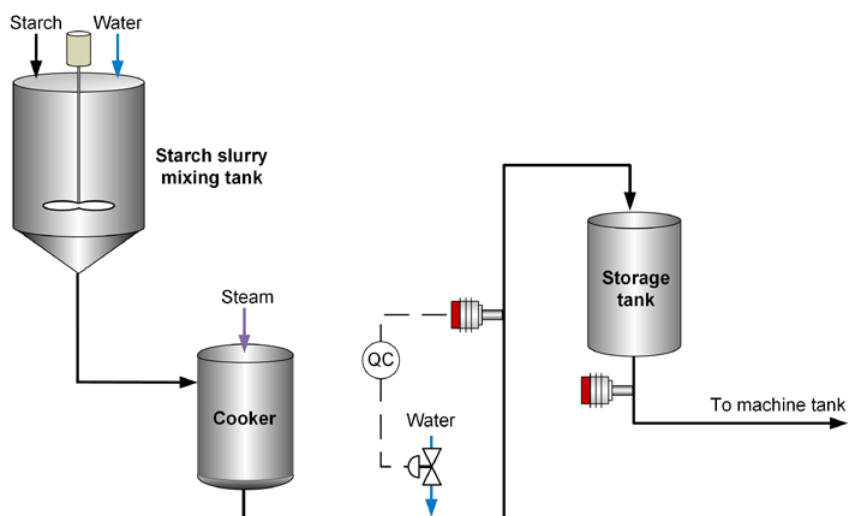 Starch
Water
Starch slurry
mixing tank
Steam
Cooker
QC
Water
Storage
tank
To machine tank